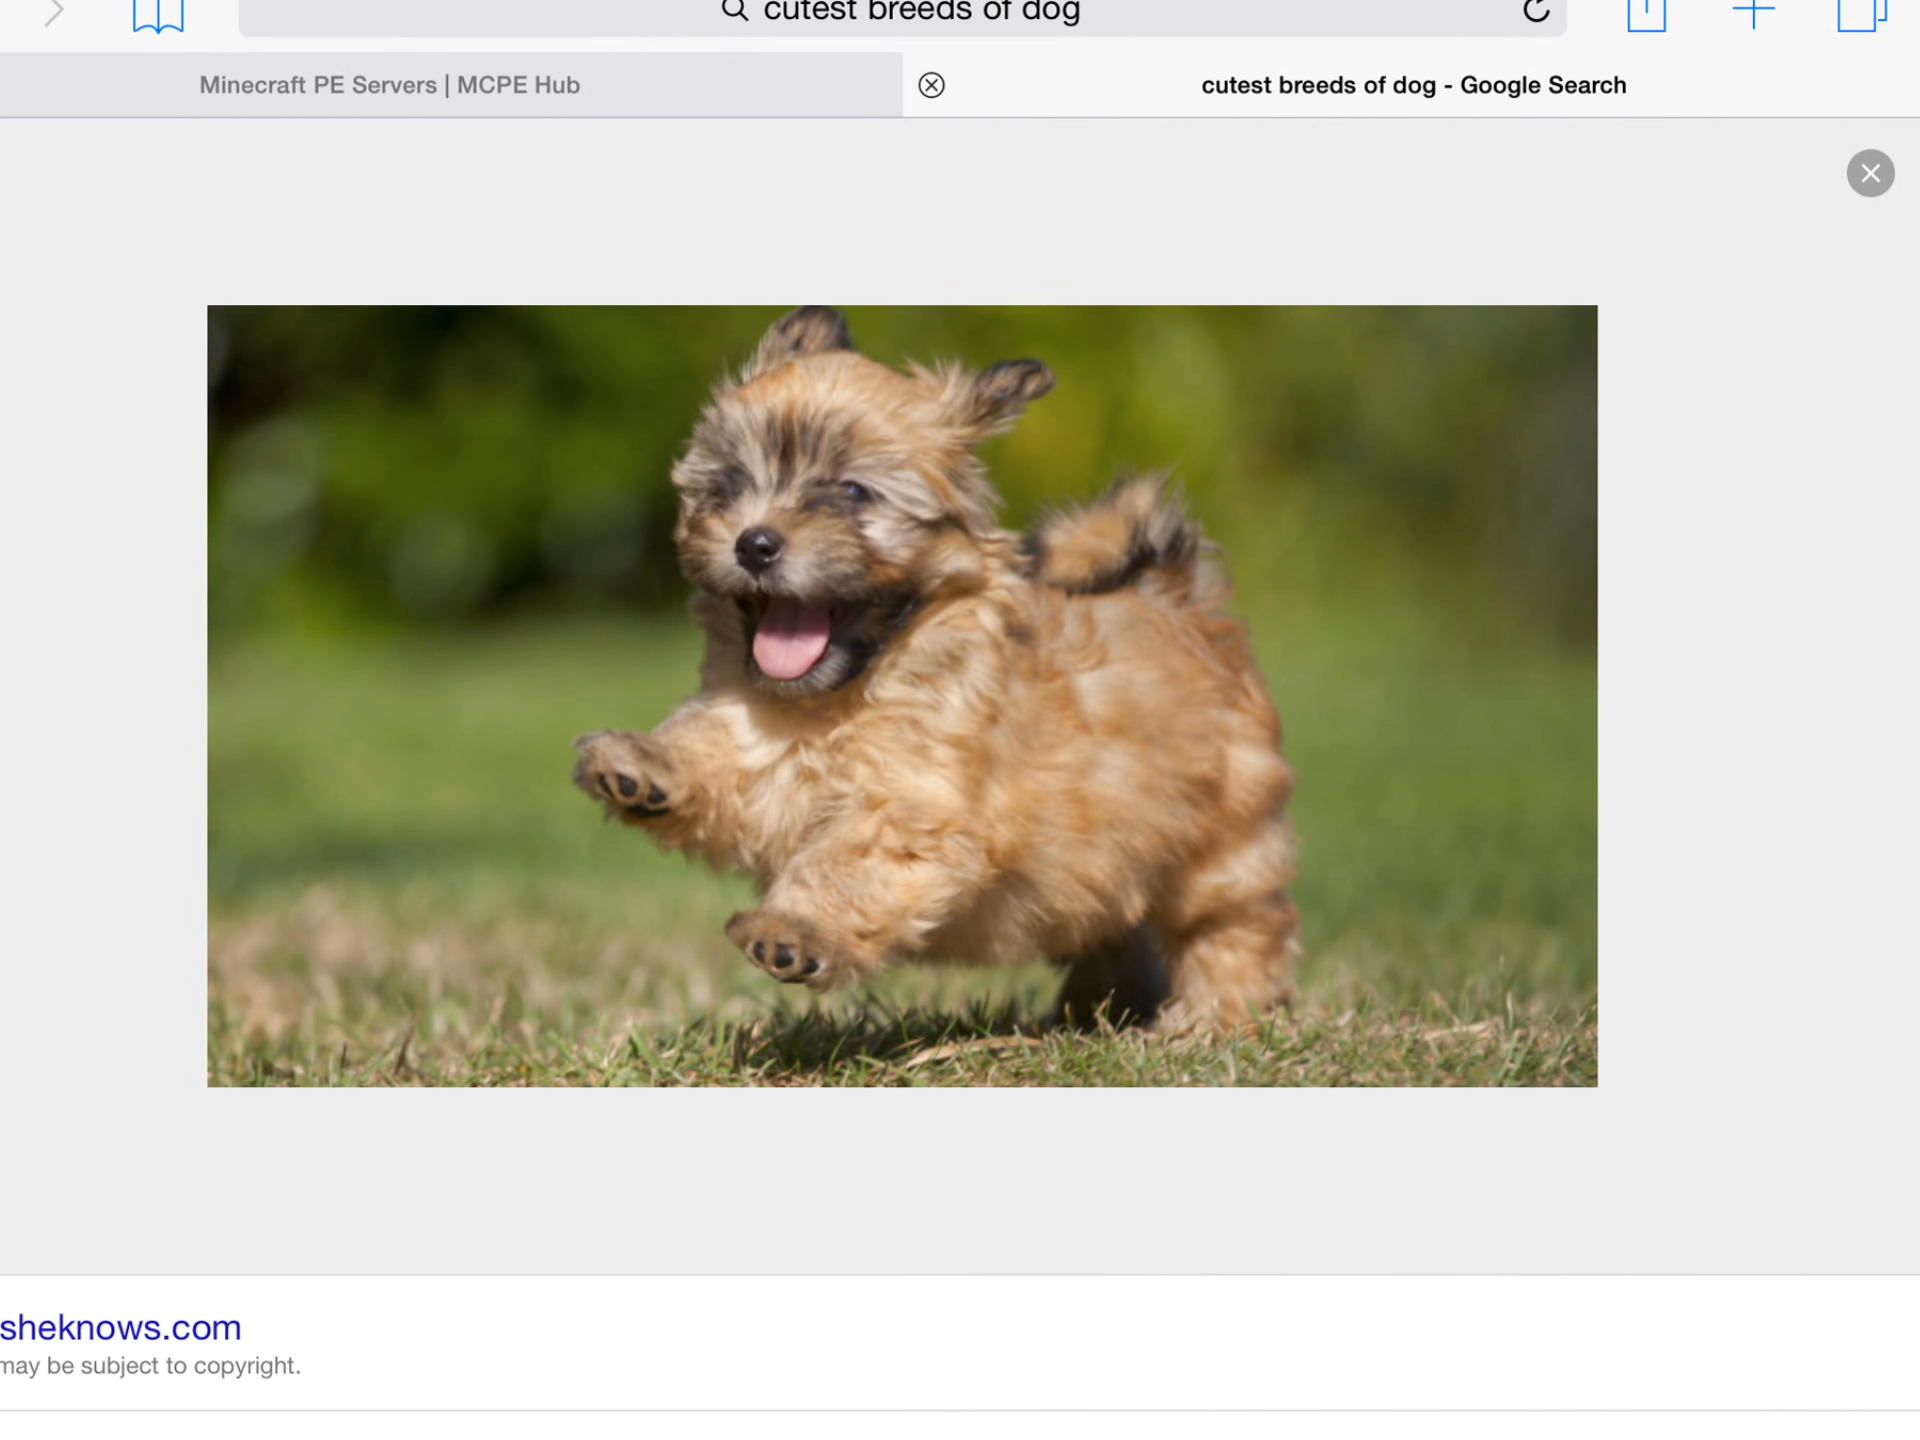 cutest breeds of dog
Minecraft PE Servers | MCPE Hub
cutest breeds of dog - Google Search
sheknows.com
may be subject to copyright.